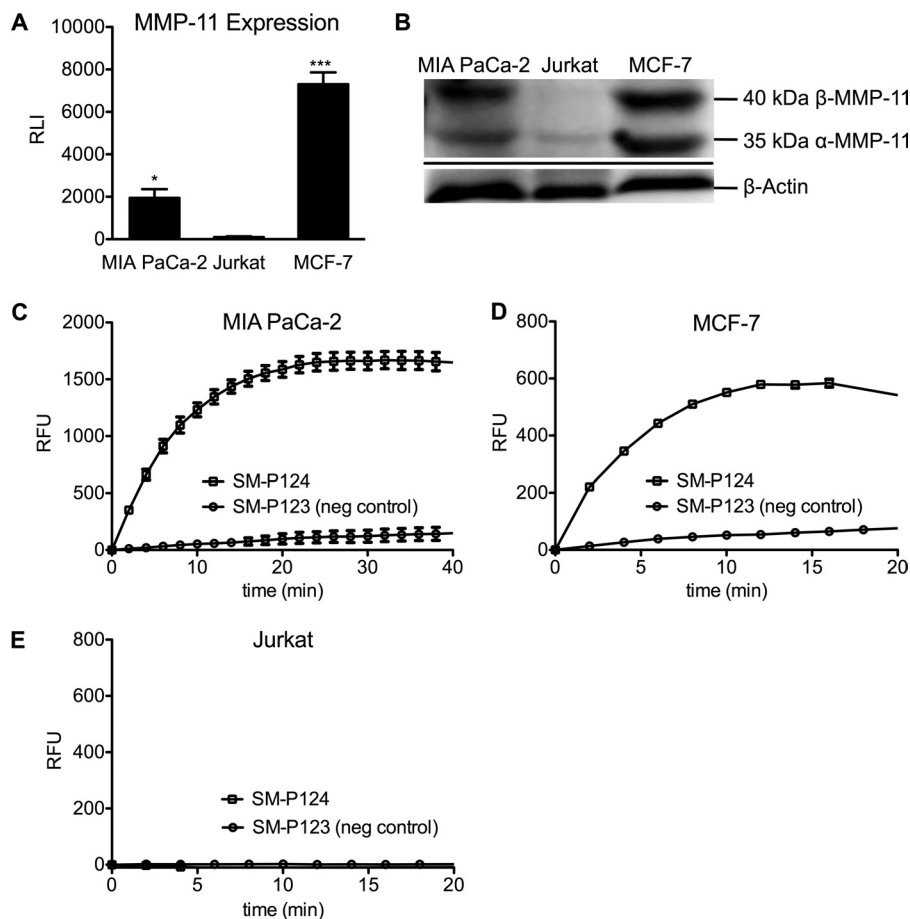 A
MMP-11 Expression
10000
8000
6000
4000
2000
0
RLI
*
***
MIA PaCa-2 Jurkat MCF-7
B
MIA PaCa-2 Jurkat MCF-7
40 kDa β-MMP-11
35 kDa α-MMP-11
β-Actin
C
MIA PaCa-2
2000
1500
1000
500
0
RFU
SM-P124
SM-P123 (neg control)
0 10 20 30 40
time (min)
D
MCF-7
800
600
400
200
0
RFU
SM-P124
SM-P123 (neg control)
0 5 10 15 20
time (min)
E
Jurkat
800
600
400
200
0
RFU
SM-P124
SM-P123 (neg control)
0 5 10 15 20
time (min)